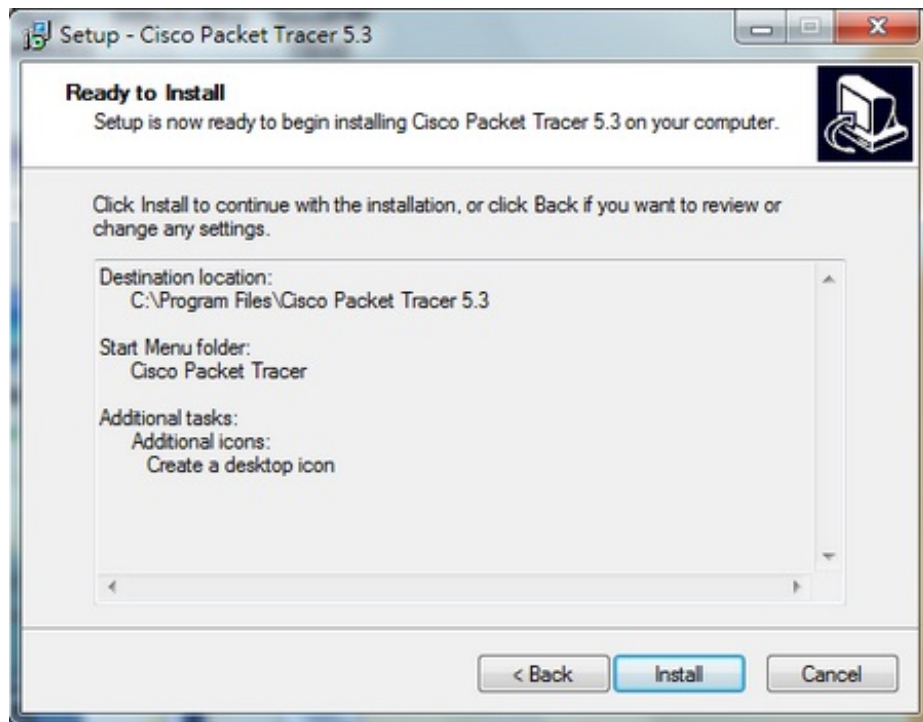 Setup - Cisco Packet Tracer 5.3
Ready to Install
Setup is now ready to begin installing Cisco Packet Tracer 5.3 on your computer.
Click Install to continue with the installation, or click Back if you want to review or
change any settings.
Destination location:
C:\Program Files\Cisco Packet Tracer 5.3
Start Menu folder:
Cisco Packet Tracer
Additional tasks:
Additional icons:
Create a desktop icon
< Back
Install
Cancel